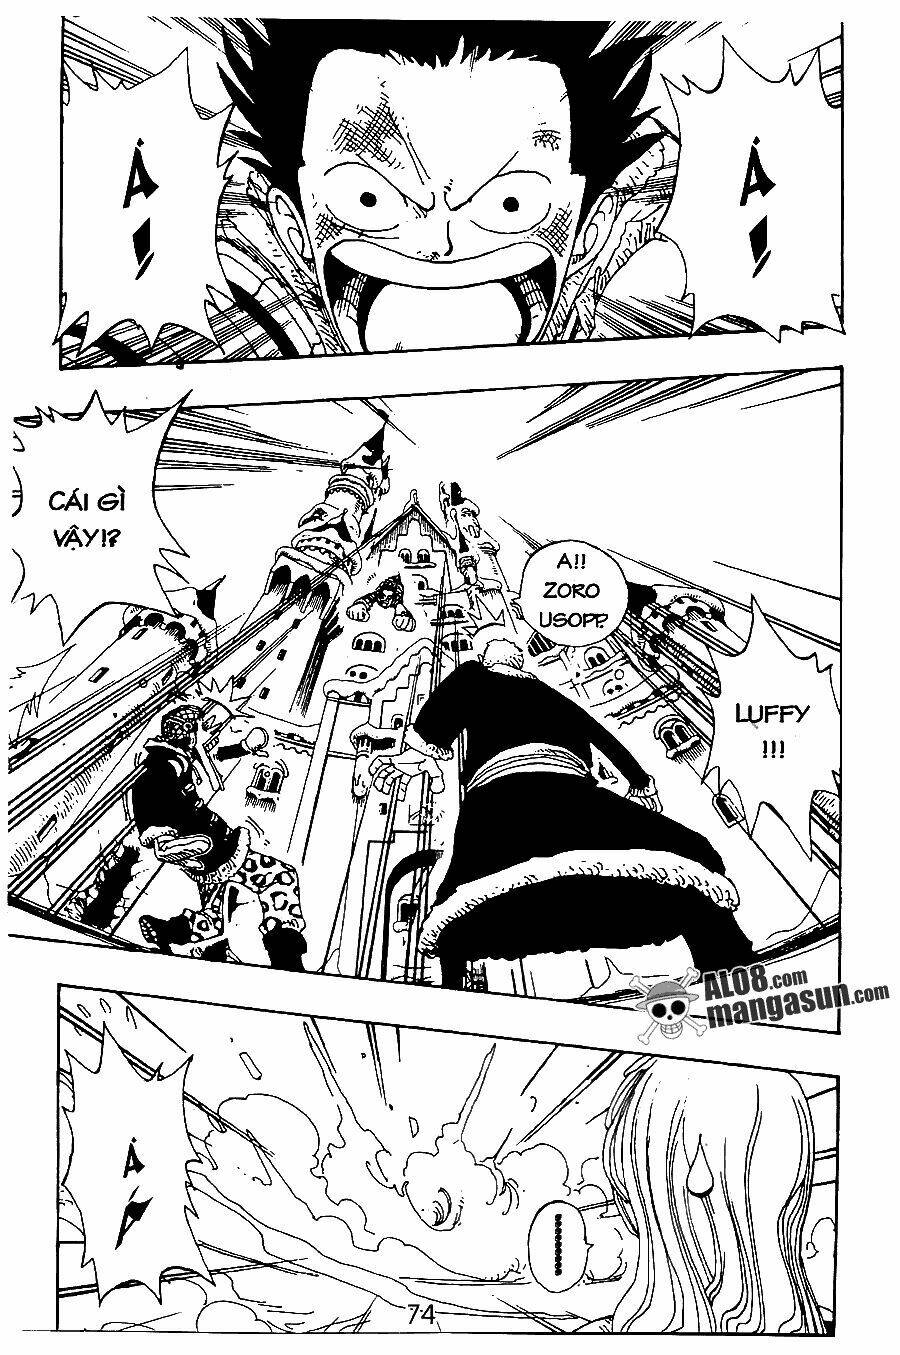 Á
Á
CÁI GÌ
VẬY!?
A!!
ZORO
USOPP?
LUFFY
!!!
AL08.com
mangasun.com
Á
Á
74